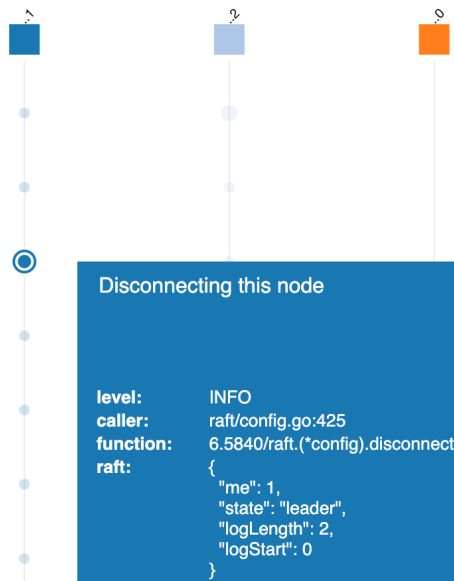 ..1
..2
..0
Disconnecting this node
level: INFO
caller: raft/config.go:425
function: 6.5840/raft.(*config).disconnect
raft: {
"me": 1,
"state": "leader",
"logLength": 2,
"logStart": 0
}